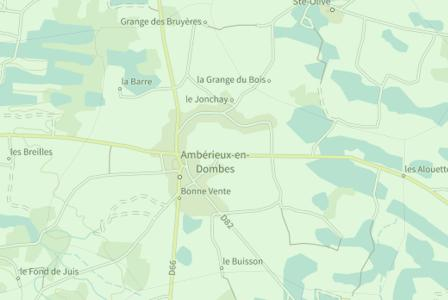 Ste-Olive
Grange des Bruyères
la Grange du Bois
la Barre
le Jonchay
les Breilles
Ambérieux-en-
Dombes
les Alouette
Bonne Vente
D82
le Buisson
D66
le Fond de Juis